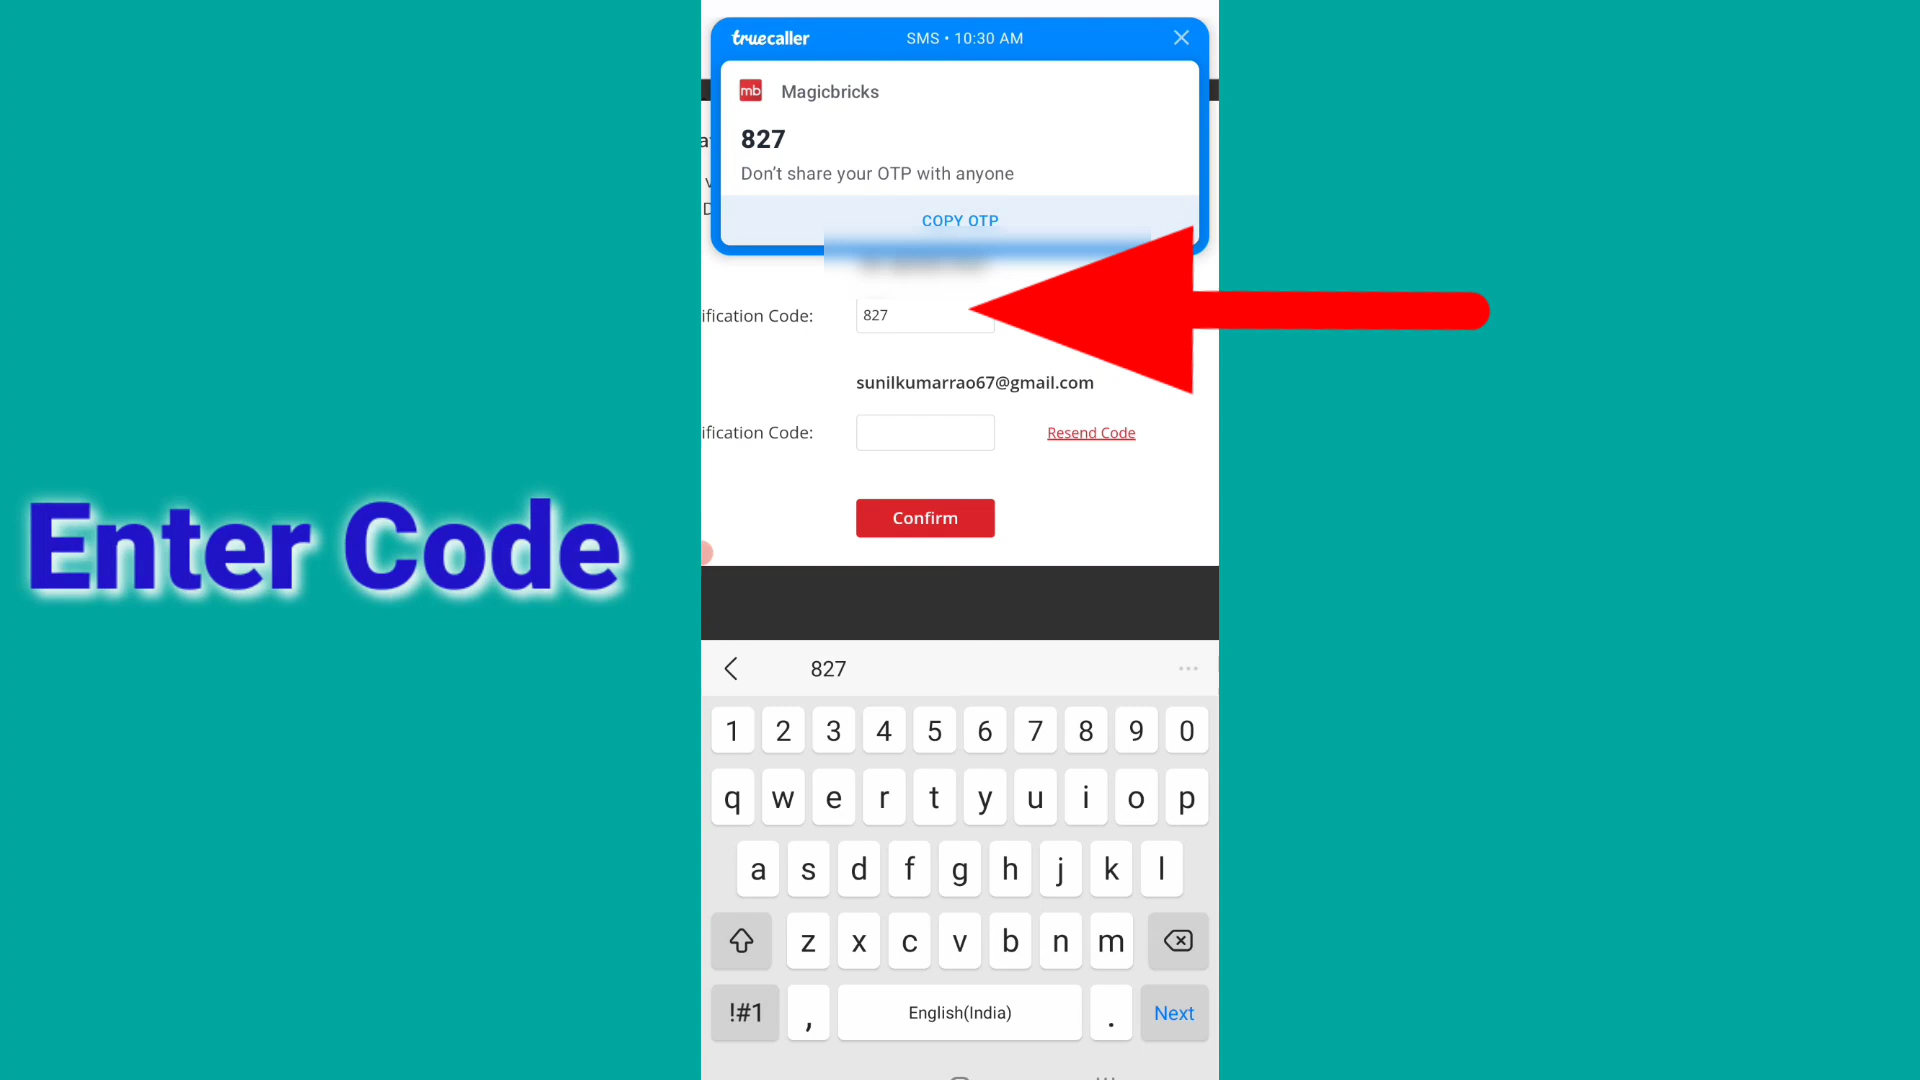 truecaller SMS • 10:30 AM
mb Magicbricks
827
Don't share your OTP with anyone
COPY OTP
ification Code: 827
sunilkumarrao67@gmail.com
ification Code: Resend Code
Confirm
Enter Code
827
1 2 3 4 5 6 7 8 9 0
q w e r t y u i o p
a s d f g h j k l
z x c v b n m
!#1 , English(India) . Next